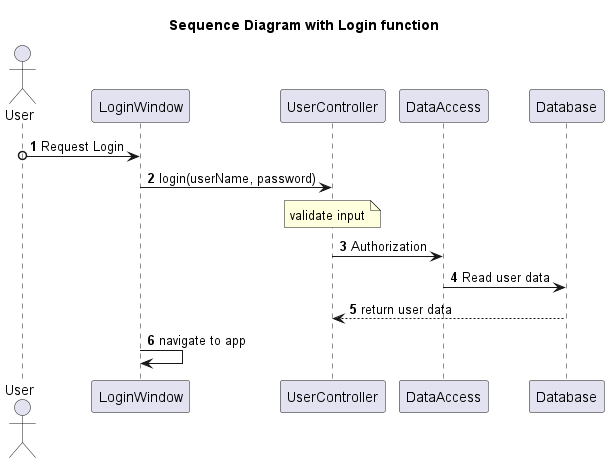 Sequence Diagram with Login function
User
LoginWindow
UserController
DataAccess
Database
1 Request Login
2 login(userName, password)
validate input
3 Authorization
4 Read user data
5 return user data
6 navigate to app
User
LoginWindow
UserController
DataAccess
Database